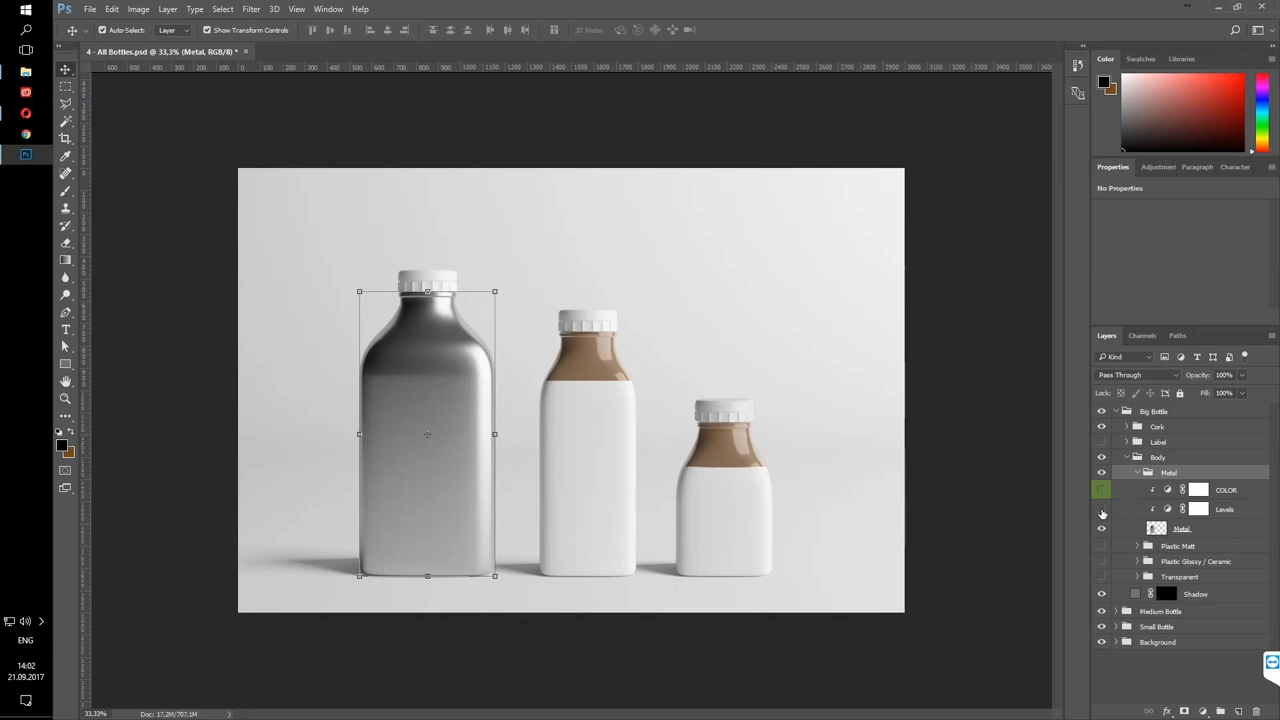 Ps File Edit Image Layer Type Select Filter 3D View Window Help
Auto-Select: Layer Show Transform Controls 3D Mode:
4 - All Bottles.psd @ 33,3% (Metal, RGB/8) * ×
Color Swatches Libraries
Properties Adjustment Paragraph Character
No Properties
Layers Channels Paths
Kind
Pass Through Opacity: 100%
Lock: Fill: 100%
Big Bottle
Cork
Label
Body
Metal
COLOR
Levels
Metal
Plastic Matt
Plastic Glossy / Ceramic
Transparent
Shadow
Medium Bottle
Small Bottle
Background
ENG
14:02
21.09.2017
33,33% Doc: 17,2M/707,1M